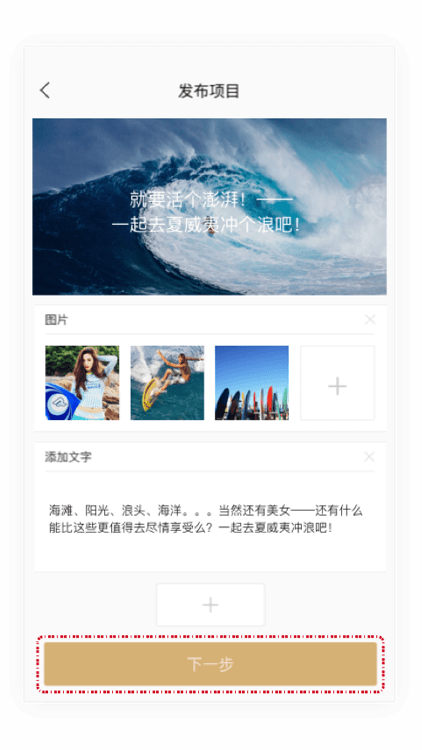 发布项目
就要活个澎湃！——
一起去夏威夷冲个浪吧！
图片
添加文字
海滩、阳光、浪头、海洋。。。当然还有美女——还有什么
能比这些更值得去尽情享受么？一起去夏威夷冲浪吧！
下一步